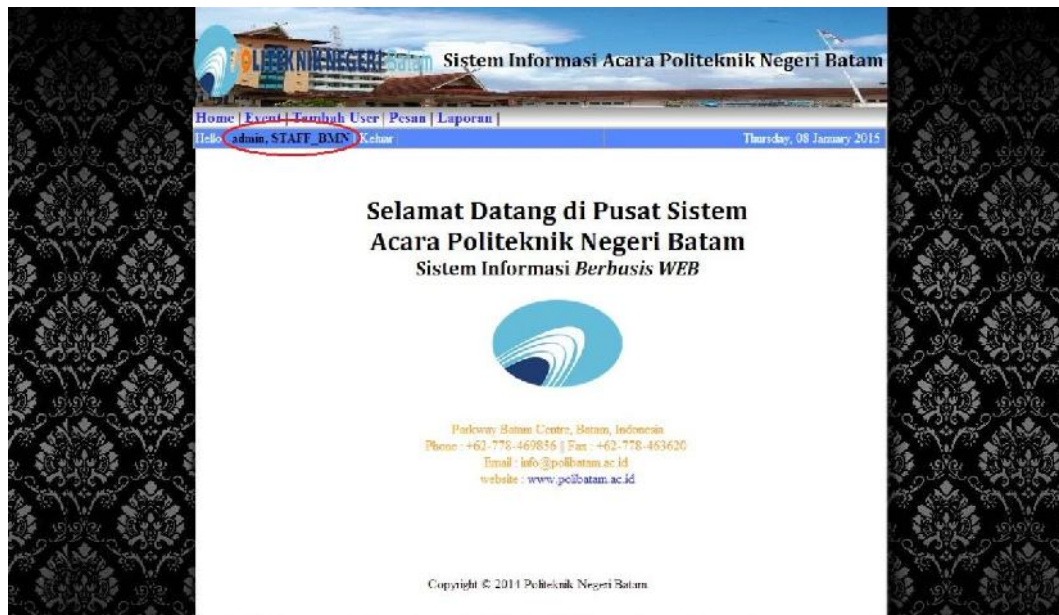 POLITEKNIK NEGERI Batam
Sistem Informasi Acara Politeknik Negeri Batam
Home | Event | Tambah User | Pesan | Laporan |
Hello admin, STAFF_BMN | Keluar | Thursday, 08 January 2015
Selamat Datang di Pusat Sistem
Acara Politeknik Negeri Batam
Sistem Informasi Berbasis WEB
Parkway Batam Centre, Batam, Indonesia
Phone : +62-778-469856 || Fax : +62-778-463620
Email : info@polibatam.ac.id
website : www.polibatam.ac.id
Copyright © 2014 Politeknik Negeri Batam